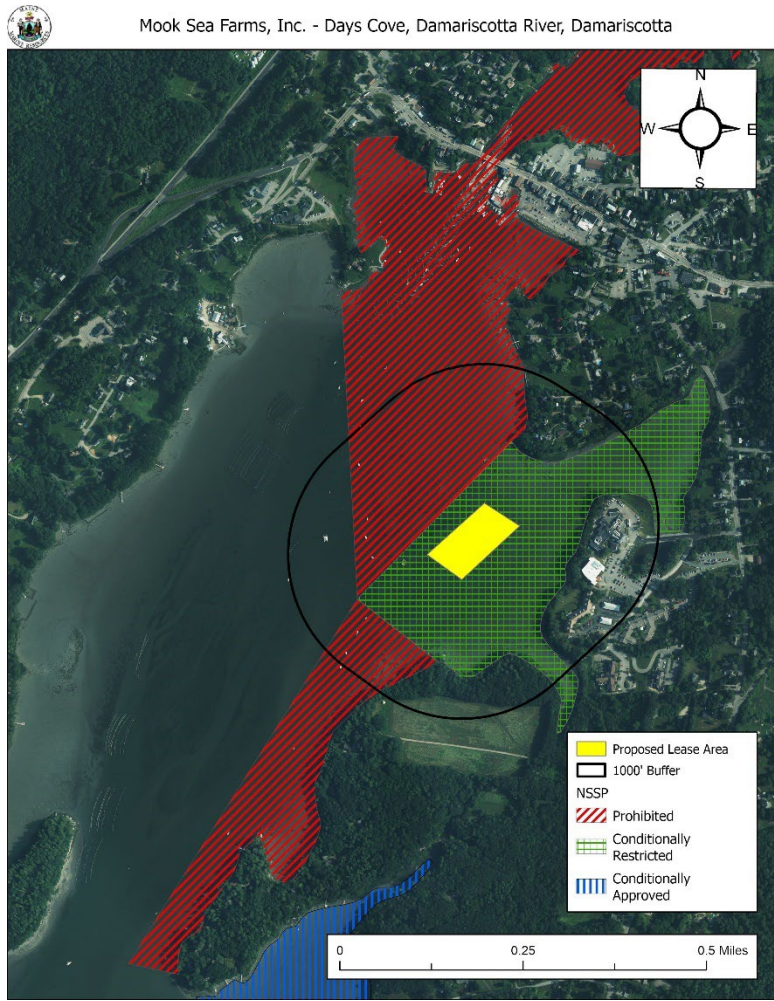 Mook Sea Farms, Inc. - Days Cove, Damariscotta River, Damariscotta
N
W E
S
Proposed Lease Area
1000' Buffer
NSSP
Prohibited
Conditionally
Restricted
Conditionally
Approved
0 0.25 0.5 Miles